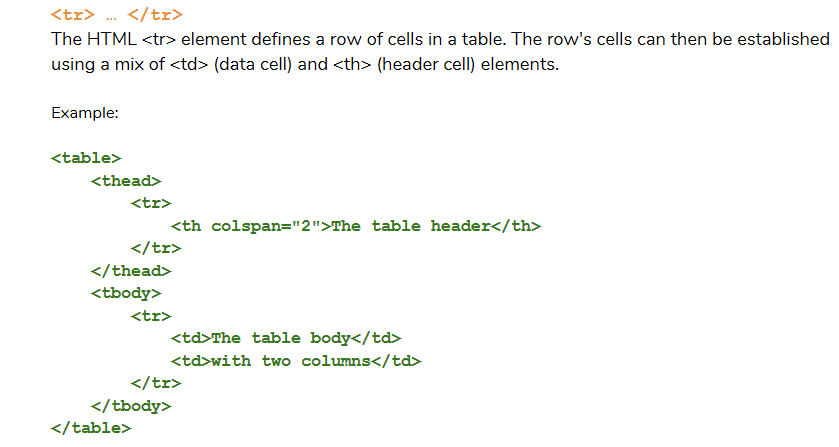 <tr> … </tr>
The HTML <tr> element defines a row of cells in a table. The row's cells can then be established
using a mix of <td> (data cell) and <th> (header cell) elements.
Example:
<table>
    <thead>
        <tr>
            <th colspan="2">The table header</th>
        </tr>
    </thead>
    <tbody>
        <tr>
            <td>The table body</td>
            <td>with two columns</td>
        </tr>
    </tbody>
</table>